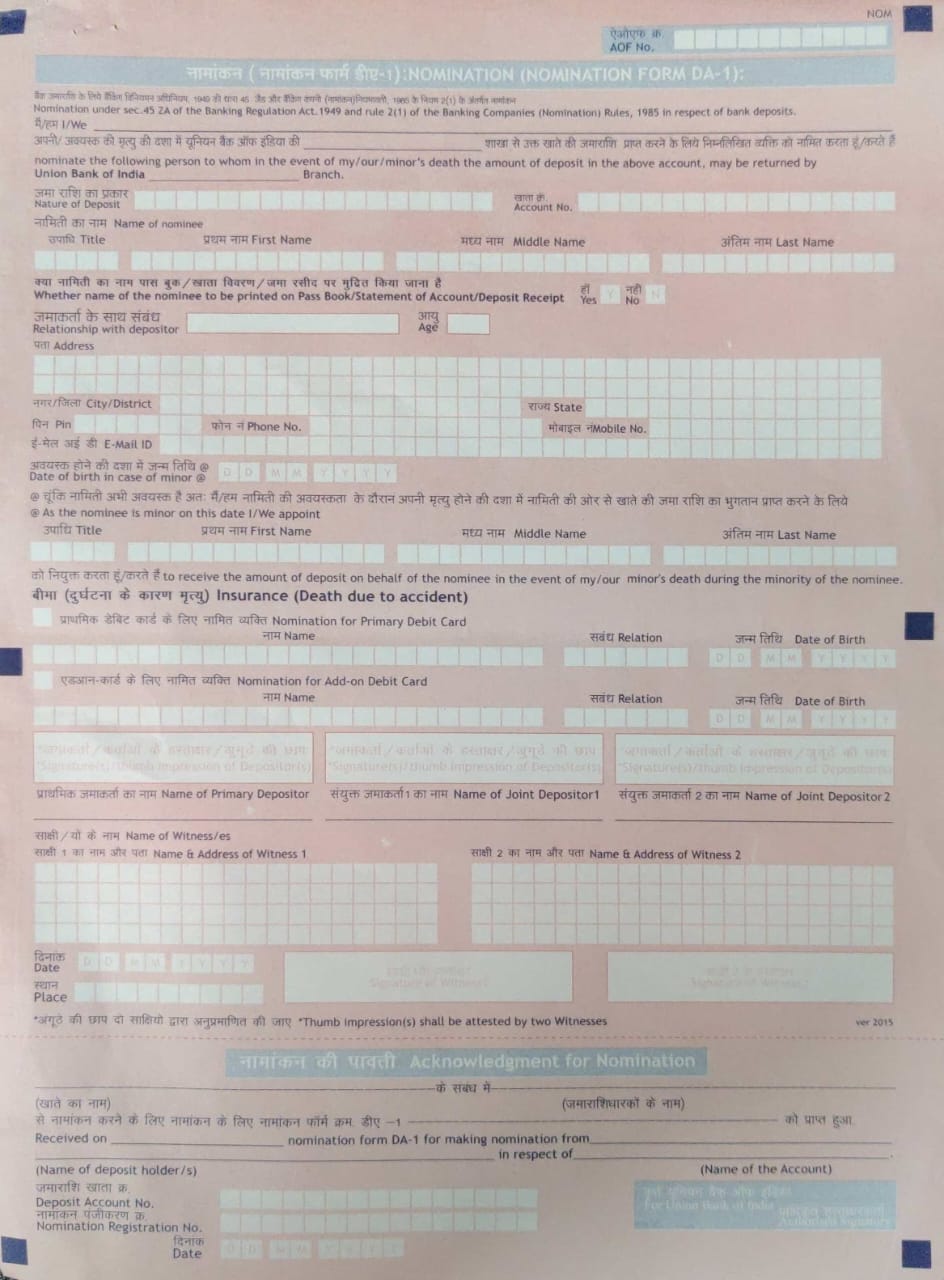 NOM
ऐओएफ क्र.
AOF No.
नामांकन ( नामांकन फार्म डीए-१):NOMINATION (NOMINATION FORM DA-1):
बैंक जमाराशि के लिये बैंकिंग विनियमन अधिनियम, 1949 की धारा 45 जैड और बैंकिंग कंपनी (नामांकन)नियमावली, 1985 के नियम 2(1) के अंतर्गत नामांकन
Nomination under sec.45 ZA of the Banking Regulation Act.1949 and rule 2(1) of the Banking Companies (Nomination) Rules, 1985 in respect of bank deposits.
मैं/हम I/We
अपनी/ अवयस्क की मृत्यु की दशा में यूनियन बैंक ऑफ इंडिया की शाखा से उक्त खाते की जमाराशि प्राप्त करने के लिये निम्नलिखित व्यक्ति को नामित करता हूं/करते हैं
nominate the following person to whom in the event of my/our/minor's death the amount of deposit in the above account, may be returned by
Union Bank of India Branch.
जमा राशि का प्रकार
Nature of Deposit
खाता क्रं.
Account No.
नामिती का नाम Name of nominee
उपाधि Title प्रथम नाम First Name मध्य नाम Middle Name अंतिम नाम Last Name
क्या नामिती का नाम पास बुक/खाता विवरण/जमा रसीद पर मुद्रित किया जाना है
Whether name of the nominee to be printed on Pass Book/Statement of Account/Deposit Receipt
हाँ
Yes Y
नहीं
No N
जमाकर्ता के साथ संबंध
Relationship with depositor
आयु
Age
पता Address
नगर/जिला City/District राज्य State
पिन Pin फोन नं Phone No. मोबाइल नंMobile No.
ई-मेल अई डी E-Mail ID
अवयस्क होने की दशा में जन्म तिथि @
Date of birth in case of minor @ D D M M Y Y Y Y
@ चूंकि नामिती अभी अवयस्क है अतः मैं/हम नामिती की अवयस्कता के दौरान अपनी मृत्यु होने की दशा में नामिती की ओर से खाते की जमा राशि का भुगतान प्राप्त करने के लिये
@ As the nominee is minor on this date I/We appoint
उपाधि Title प्रथम नाम First Name मध्य नाम Middle Name अंतिम नाम Last Name
को नियुक्त करता हूं/करते हैं to receive the amount of deposit on behalf of the nominee in the event of my/our minor's death during the minority of the nominee.
बीमा (दुर्घटना के कारण मृत्यु) Insurance (Death due to accident)
प्राथमिक डेबिट कार्ड के लिए नामित व्यक्ति Nomination for Primary Debit Card
नाम Name सबंध Relation जन्म तिथि Date of Birth
D D M M Y Y Y Y
एडआन-कार्ड के लिए नामित व्यक्ति Nomination for Add-on Debit Card
नाम Name सबंध Relation जन्म तिथि Date of Birth
D D M M Y Y Y Y
*जमाकर्ता/कर्ताओं के हस्ताक्षर/अंगूठे की छाप *जमाकर्ता/कर्ताओं के हस्ताक्षर/अंगूठे की छाप *जमाकर्ता/कर्ताओं के हस्ताक्षर/अंगूठे की छाप
*Signature(s)/thumb impression of Depositor(s) *Signature(s)/thumb impression of Depositor(s) *Signature(s)/thumb impression of Depositor(s)
प्राथमिक जमाकर्ता का नाम Name of Primary Depositor संयुक्त जमाकर्ता1 का नाम Name of Joint Depositor1 संयुक्त जमाकर्ता 2 का नाम Name of Joint Depositor 2
साक्षी/यों के नाम Name of Witness/es
साक्षी 1 का नाम और पता Name & Address of Witness 1 साक्षी 2 का नाम और पता Name & Address of Witness 2
दिनांक
Date D D M M Y Y Y Y
स्थान
Place
Signature of Witness1 Signature of Witness2
*अंगूठे की छाप दो साक्षियो द्वारा अनुप्रमाणित की जाए *Thumb impression(s) shall be attested by two Witnesses ver 2015
नामांकन की पावती Acknowledgment for Nomination
के सबंध में
(खाते का नाम) (जमाराशिधारकों के नाम)
से नामांकन करने के लिए नामांकन के लिए नामांकन फॉर्म क्रम. डीए -1 को प्राप्त हुआ.
Received on nomination form DA-1 for making nomination from
in respect of .
(Name of deposit holder/s) (Name of the Account)
जमाराशि खाता क्र.
Deposit Account No.
नामांकन पंजीकरण क्र.
Nomination Registration No.
दिनांक
Date D D M M Y Y Y Y
यूनियन बैंक ऑफ इंडिया
For Union Bank of India
Authorised Signatory